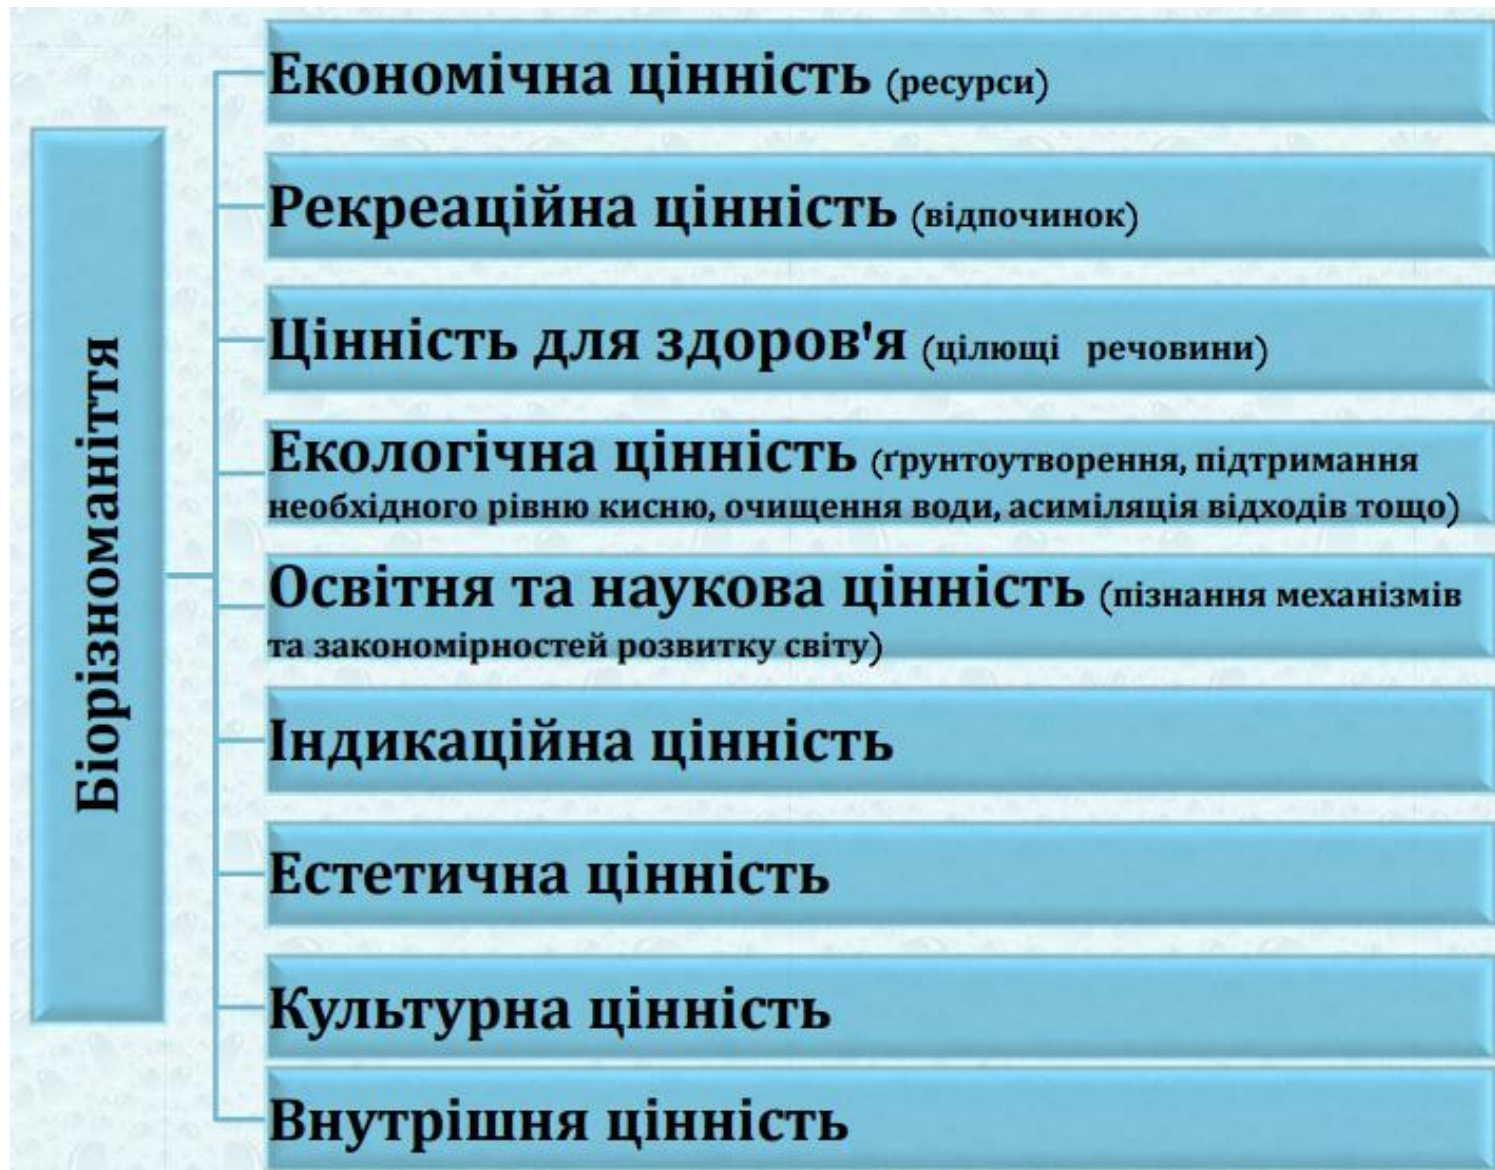 Біорізноманіття
Економічна цінність (ресурси)
Рекреаційна цінність (відпочинок)
Цінність для здоров'я (цілющі речовини)
Екологічна цінність (ґрунтоутворення, підтримання
необхідного рівню кисню, очищення води, асиміляція відходів тощо)
Освітня та наукова цінність (пізнання механізмів
та закономірностей розвитку світу)
Індикаційна цінність
Естетична цінність
Культурна цінність
Внутрішня цінність